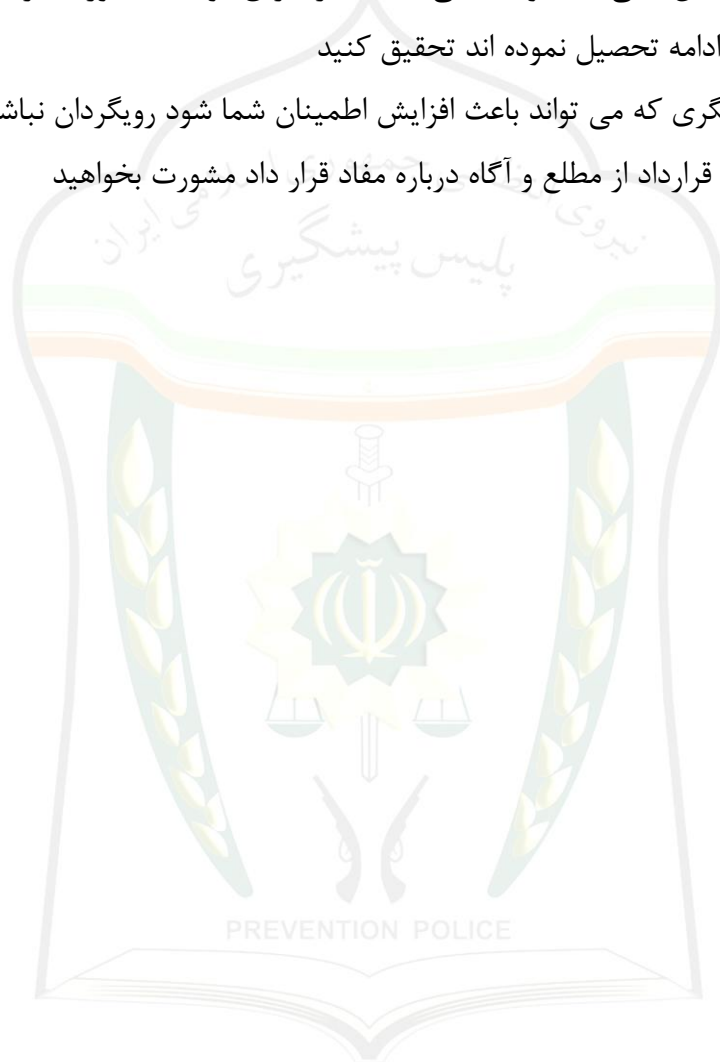 ادامه تحصیل نموده اند تحقیق کنید
گری که می تواند باعث افزایش اطمینان شما شود رویگردان نباش
قرارداد از مطلع و آگاه درباره مفاد قرار داد مشورت بخواهید
نیروی انتظامی جمهوری اسلامی ایران
پلیس پیشگیری
PREVENTION POLICE